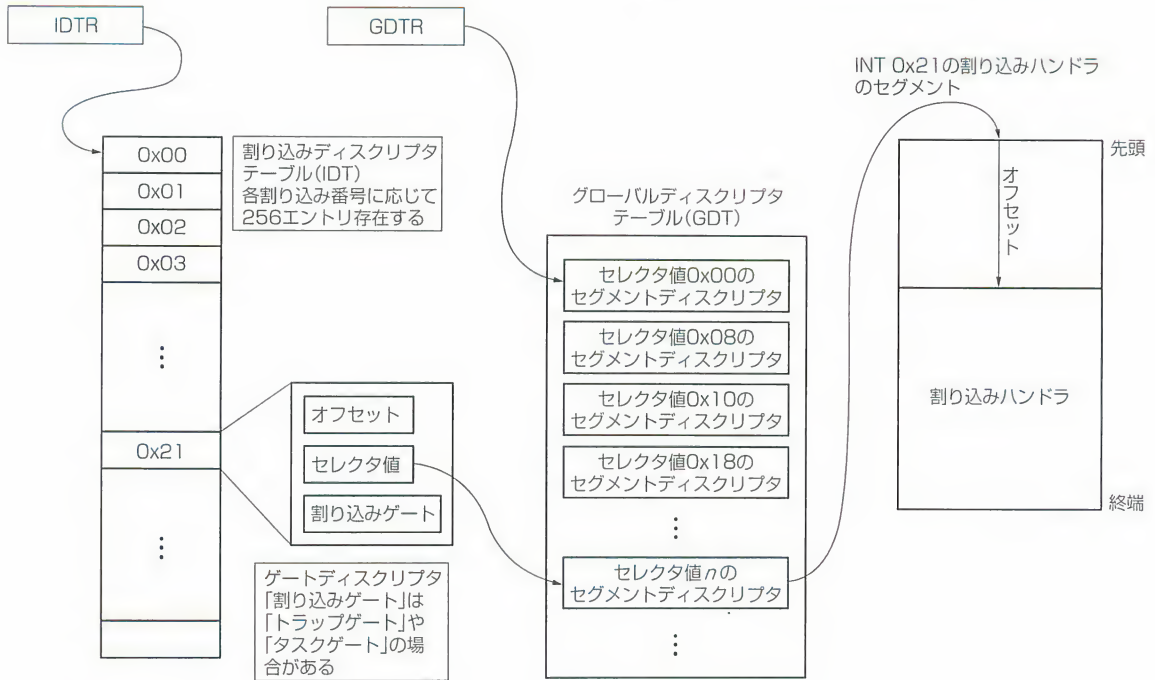 IDTR
GDTR
0x00
0x01
0x02
0x03
⋮
0x21
⋮
割り込みディスクリプタ
テーブル(IDT)
各割り込み番号に応じて
256エントリ存在する
オフセット
セレクタ値
割り込みゲート
ゲートディスクリプタ
「割り込みゲート」は
「トラップゲート」や
「タスクゲート」の場
合がある
グローバルディスクリプタ
テーブル(GDT)
セレクタ値0x00の
セグメントディスクリプタ
セレクタ値0x08の
セグメントディスクリプタ
セレクタ値0x10の
セグメントディスクリプタ
セレクタ値0x18の
セグメントディスクリプタ
⋮
セレクタ値nの
セグメントディスクリプタ
⋮
INT 0x21の割り込みハンドラ
のセグメント
先頭
オフセット
割り込みハンドラ
終端